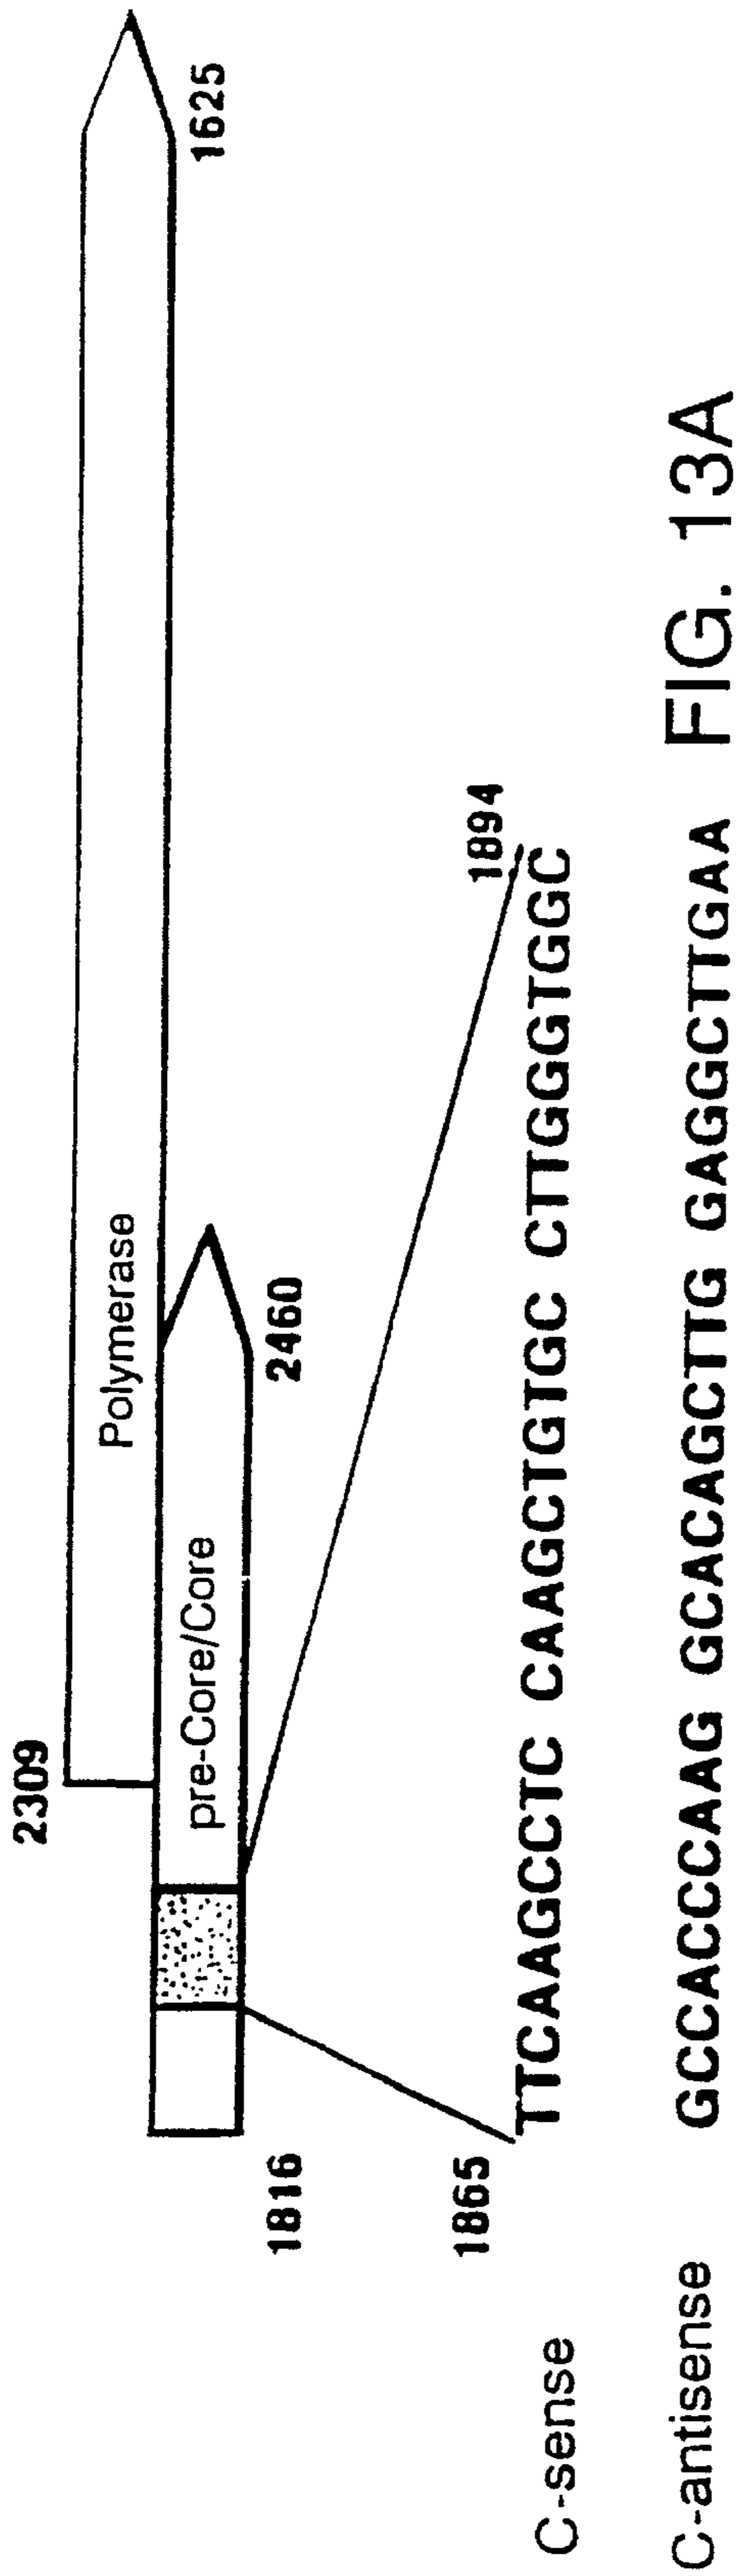 2309
Polymerase
1625
pre-Core/Core
1816
2460
1865
1894
C-sense TTCAAGCCTC CAAGCTGTGC CTTGGGTGGC
C-antisense GCCACCCAAG GCACAGCTTG GAGGCTTGAA
FIG. 13A